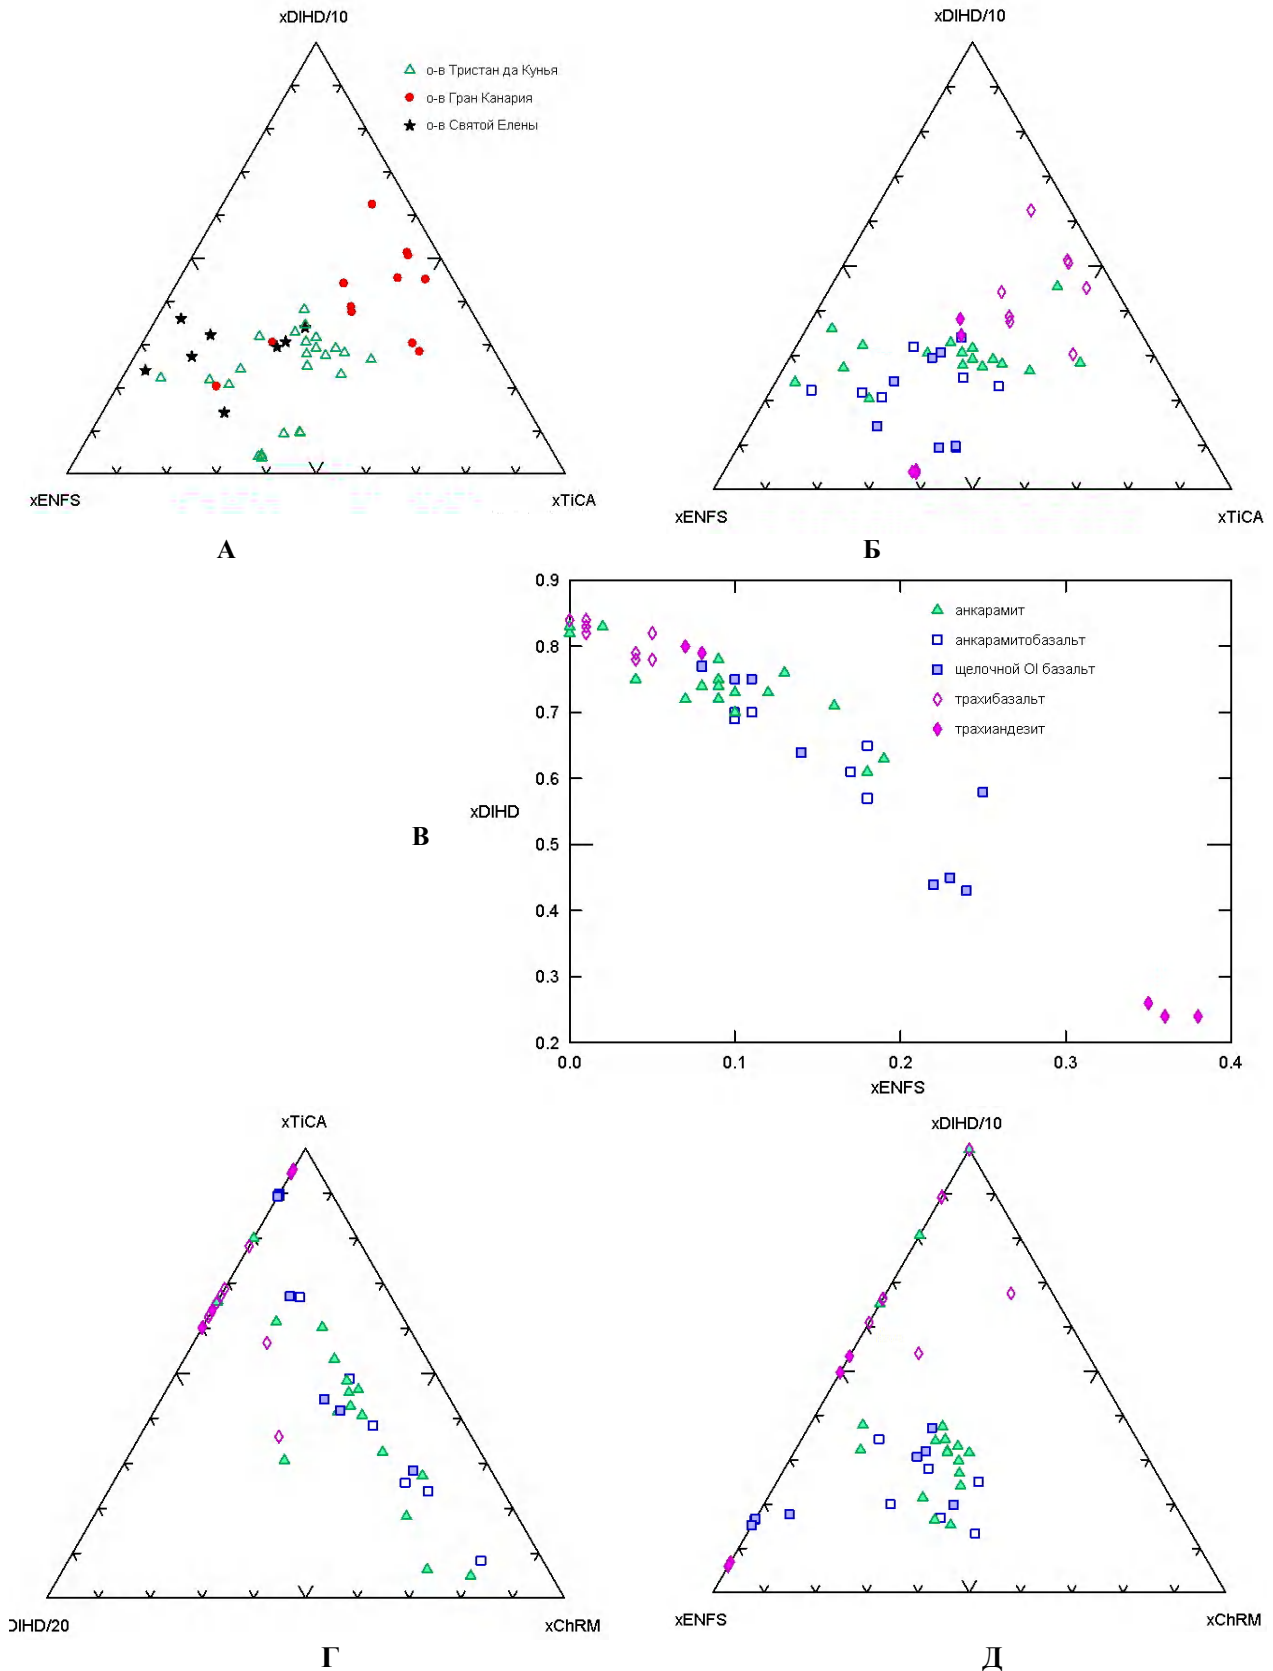 xDIHD/10
о-в Тристан да Кунья
о-в Гран Канария
о-в Святой Елены
xENFS
xTiCA
А
xDIHD/10
xENFS
xTiCA
Б
0.9
0.8
0.7
0.6
0.5
0.4
0.3
0.2
xDIHD
В
анкарамит
анкарамитобазальт
щелочной Ol базальт
трахибазальт
трахиандезит
0.0
0.1
0.2
0.3
0.4
xENFS
xTiCA
DIHD/20
xChRM
Г
xDIHD/10
xENFS
xChRM
Д